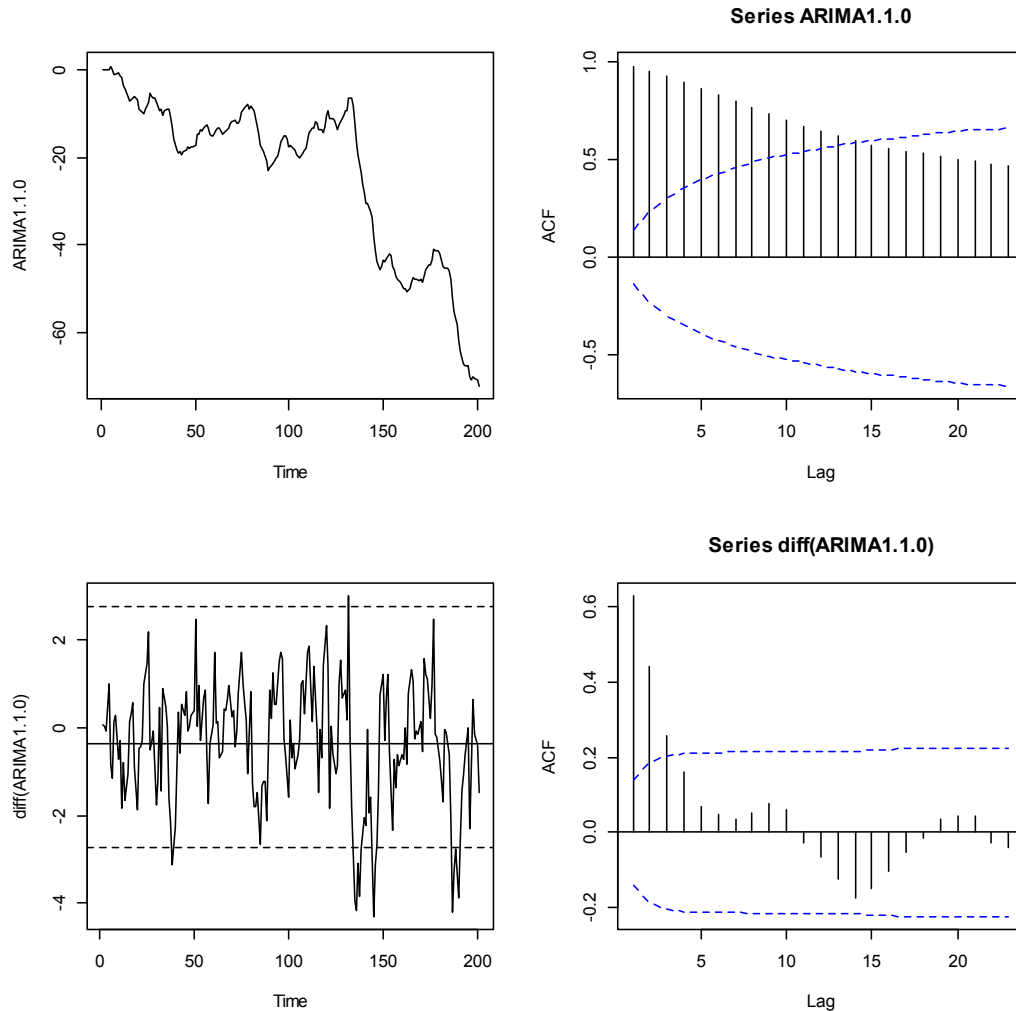 ARIMA1.1.0
0
-20
-40
-60
0 50 100 150 200
Time
Series ARIMA1.1.0
ACF
1.0
0.5
0.0
-0.5
5 10 15 20
Lag
diff(ARIMA1.1.0)
2
0
-2
-4
0 50 100 150 200
Time
Series diff(ARIMA1.1.0)
ACF
0.6
0.4
0.2
0.0
-0.2
5 10 15 20
Lag